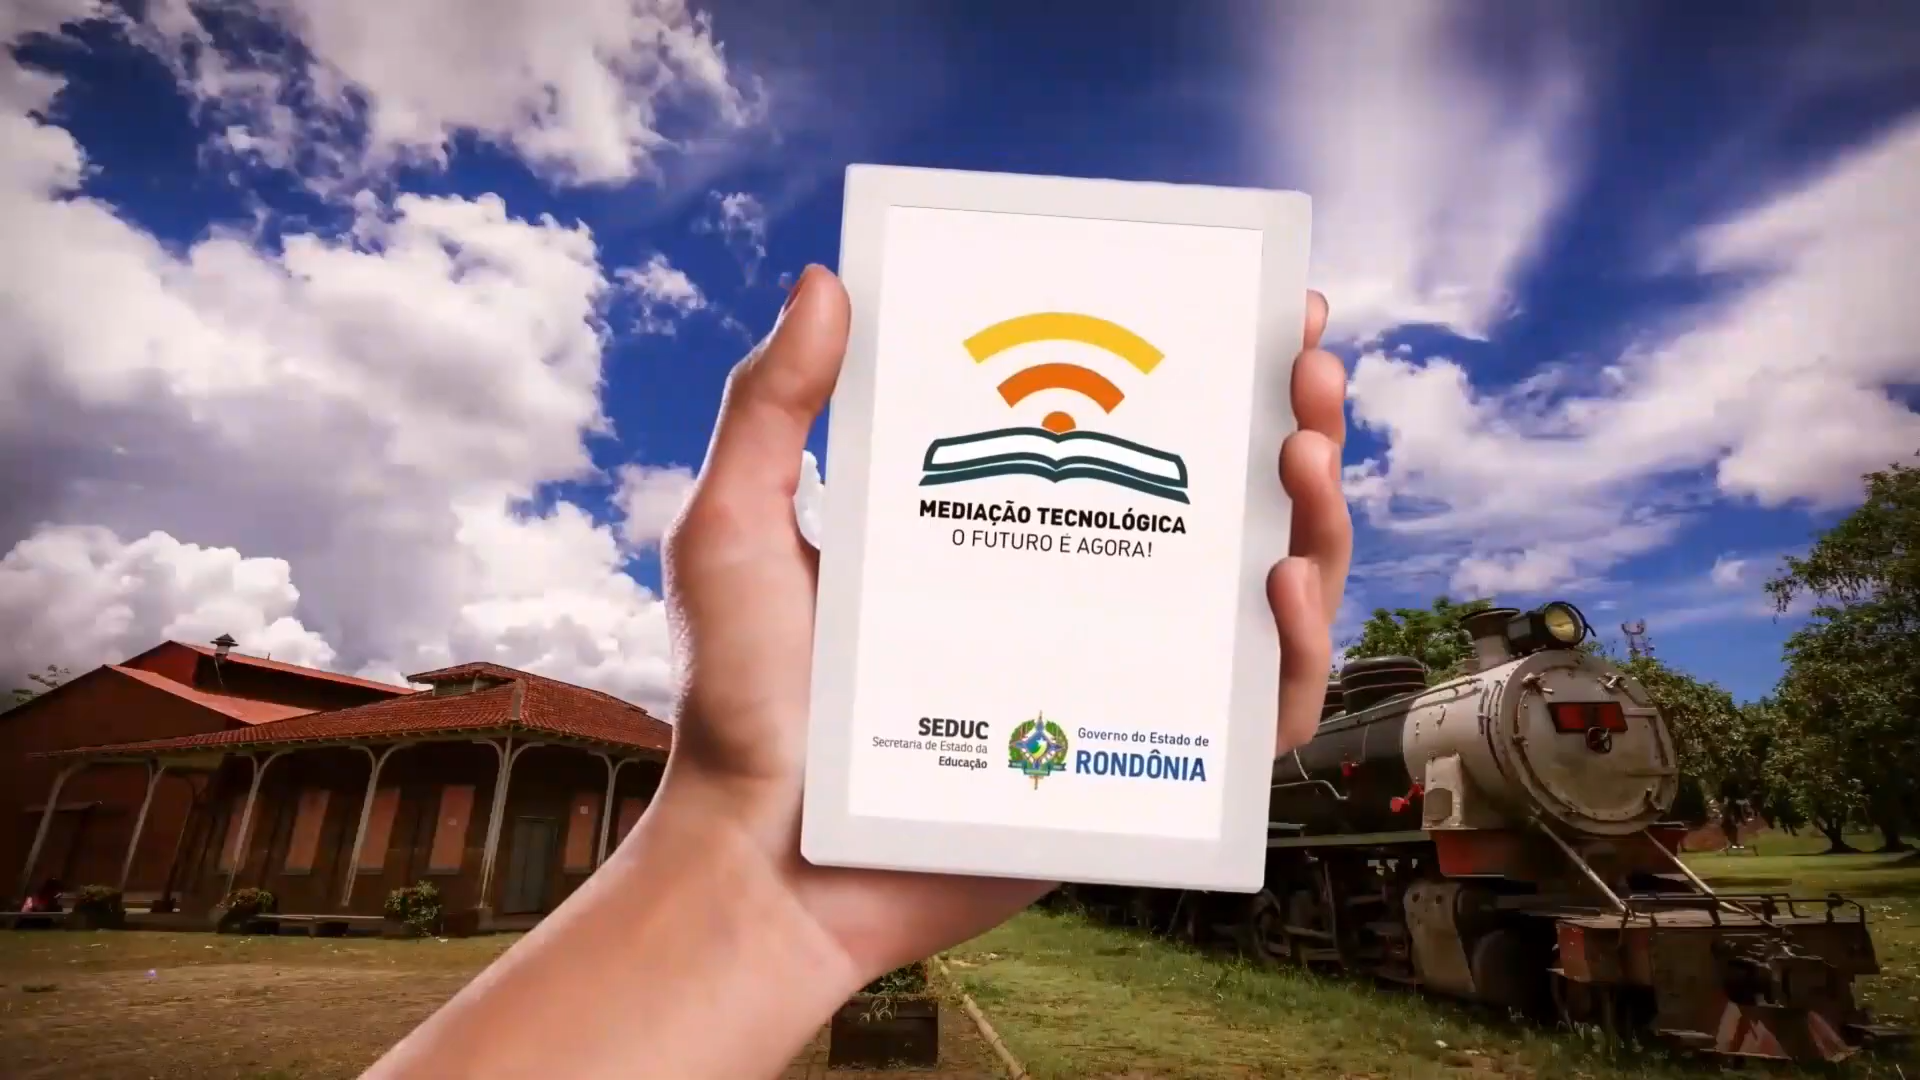 MEDIAÇÃO TECNOLÓGICA
O FUTURO É AGORA!
SEDUC
Secretaria de Estado da
Educação
Governo do Estado de
RONDÔNIA